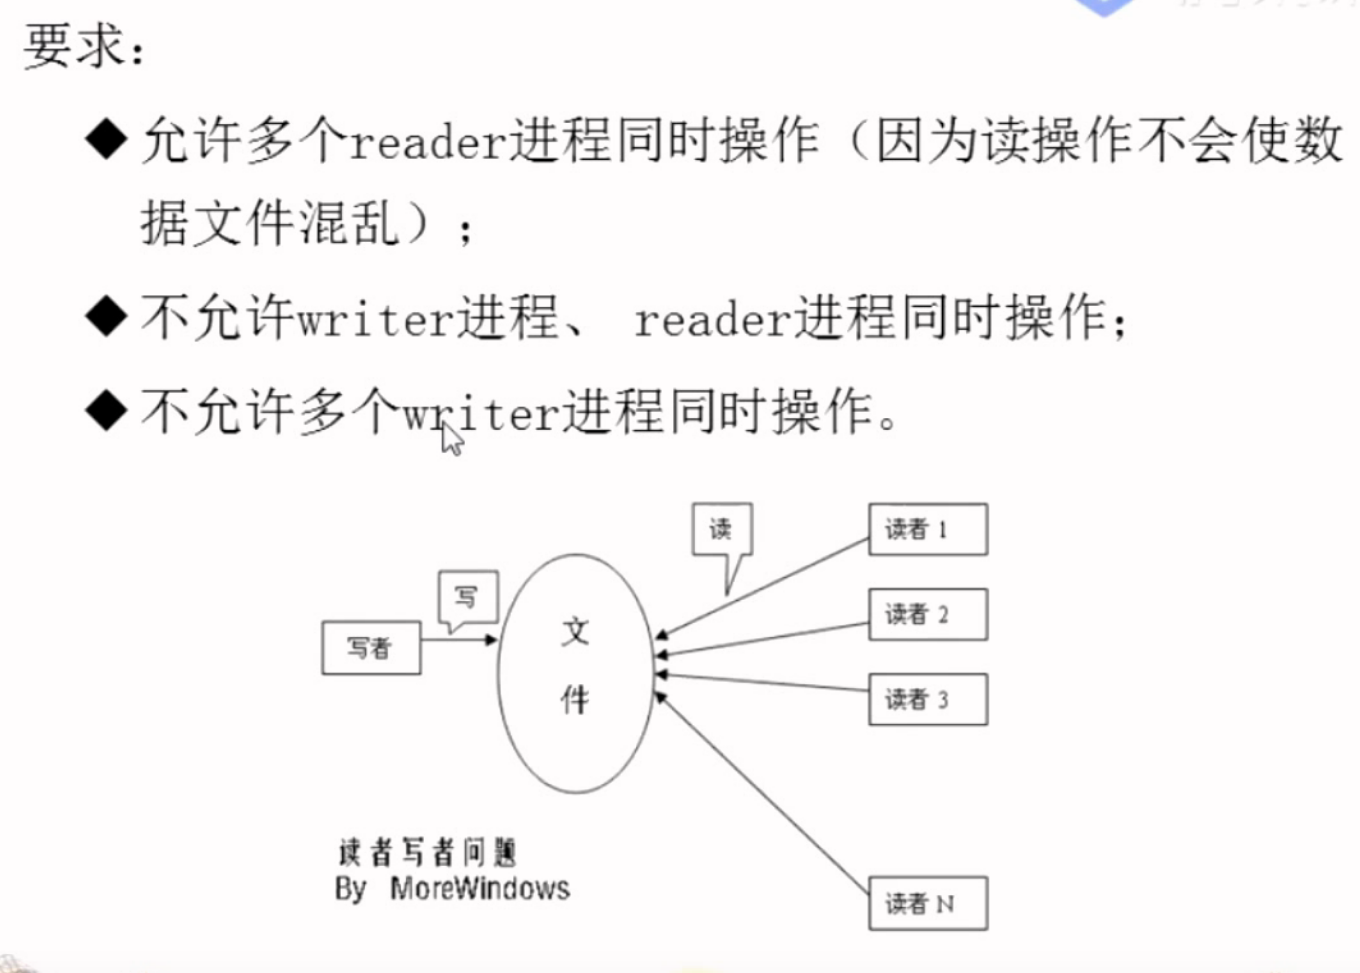 要求:
◆允许多个reader进程同时操作（因为读操作不会使数
据文件混乱）;
◆不允许writer进程、 reader进程同时操作;
◆不允许多个writer进程同时操作。
读
读者 1
写
读者 2
写者
文
件
读者 3
读者写者问题
By MoreWindows
读者 N